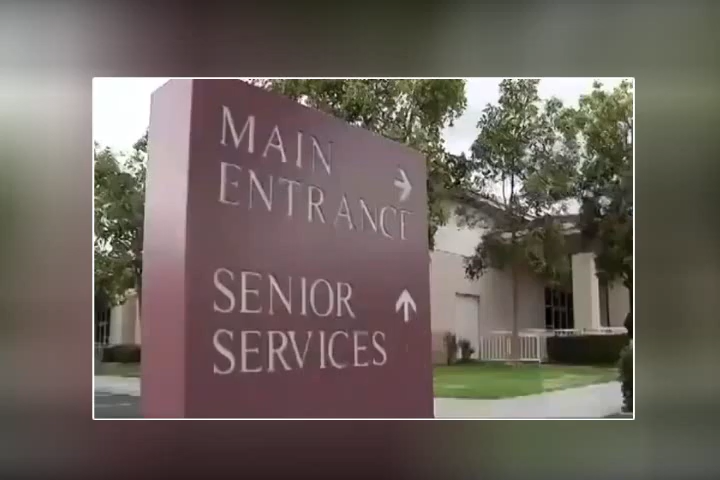 MAIN →
ENTRANCE
SENIOR ↑
SERVICES